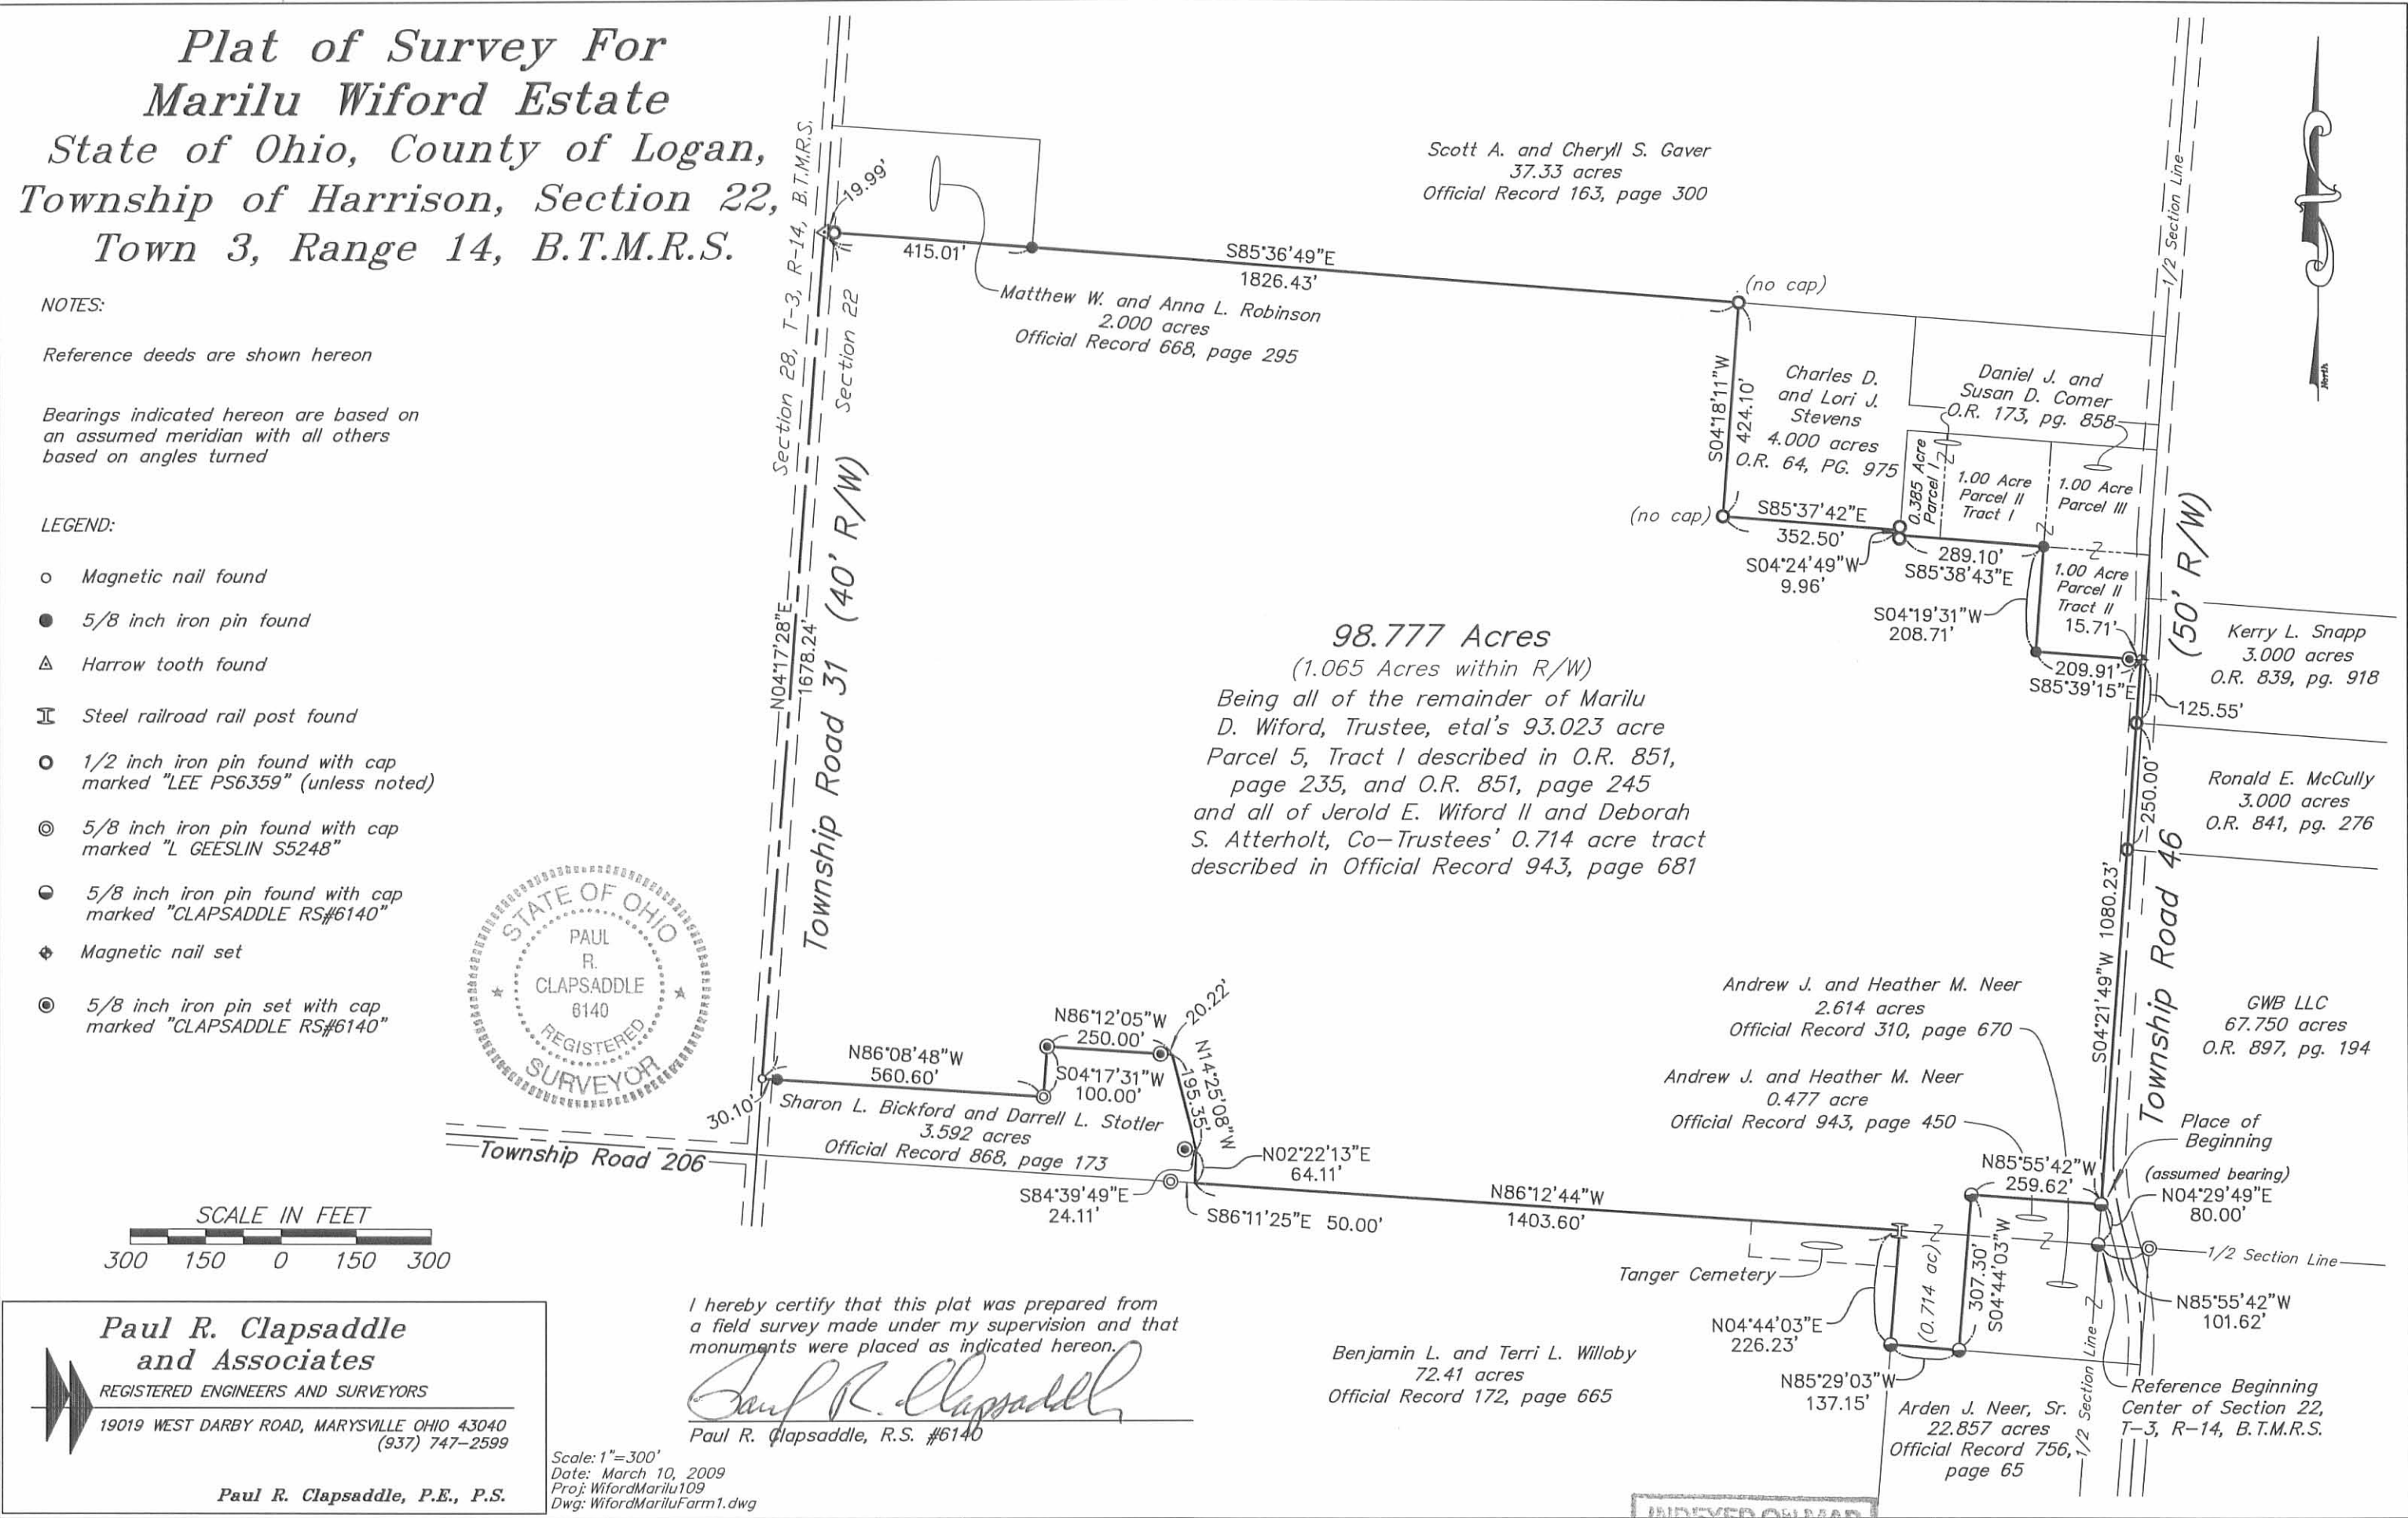 Plat of Survey For
Marilu Wiford Estate
State of Ohio, County of Logan,
Township of Harrison, Section 22,
Town 3, Range 14, B.T.M.R.S.
NOTES:
Reference deeds are shown hereon
Bearings indicated hereon are based on
an assumed meridian with all others
based on angles turned
LEGEND:
Magnetic nail found
5/8 inch iron pin found
Harrow tooth found
Steel railroad rail post found
1/2 inch iron pin found with cap
marked "LEE PS6359" (unless noted)
5/8 inch iron pin found with cap
marked "L GEESLIN S5248"
5/8 inch iron pin found with cap
marked "CLAPSADDLE RS#6140"
Magnetic nail set
5/8 inch iron pin set with cap
marked "CLAPSADDLE RS#6140"
STATE OF OHIO
PAUL
R.
CLAPSADDLE
6140
REGISTERED
SURVEYOR
SCALE IN FEET
300 150 0 150 300
Paul R. Clapsaddle
and Associates
REGISTERED ENGINEERS AND SURVEYORS
19019 WEST DARBY ROAD, MARYSVILLE OHIO 43040
(937) 747-2599
Paul R. Clapsaddle, P.E., P.S.
Scale: 1"=300'
Date: March 10, 2009
Proj: WifordMarilu109
Dwg: WifordMariluFarm1.dwg
I hereby certify that this plat was prepared from
a field survey made under my supervision and that
monuments were placed as indicated hereon.
Paul R. Clapsaddle
Paul R. Clapsaddle, R.S. #6140
Section 28, T-3, R-14, B.T.M.R.S.
Section 22
Township Road 31 (40' R/W)
N04°17'28"E
1678.24'
19.99'
415.01'
S85°36'49"E
1826.43'
Matthew W. and Anna L. Robinson
2.000 acres
Official Record 668, page 295
Scott A. and Cheryll S. Gaver
37.33 acres
Official Record 163, page 300
(no cap)
S04°18'11"W
424.10'
Charles D.
and Lori J.
Stevens
4.000 acres
O.R. 64, PG. 975
Daniel J. and
Susan D. Comer
O.R. 173, pg. 858
0.385 Acre
Parcel I
1.00 Acre
Parcel II
Tract I
1.00 Acre
Parcel III
(no cap)
S85°37'42"E
352.50'
S04°24'49"W
9.96'
289.10'
S85°38'43"E
1.00 Acre
Parcel II
Tract II
15.71'
S04°19'31"W
208.71'
209.91'
S85°39'15"E
125.55'
1/2 Section Line
(50' R/W)
Kerry L. Snapp
3.000 acres
O.R. 839, pg. 918
250.00'
Ronald E. McCully
3.000 acres
O.R. 841, pg. 276
S04°21'49"W 1080.23'
Township Road 46
GWB LLC
67.750 acres
O.R. 897, pg. 194
98.777 Acres
(1.065 Acres within R/W)
Being all of the remainder of Marilu
D. Wiford, Trustee, etal's 93.023 acre
Parcel 5, Tract I described in O.R. 851,
page 235, and O.R. 851, page 245
and all of Jerold E. Wiford II and Deborah
S. Atterholt, Co-Trustees' 0.714 acre tract
described in Official Record 943, page 681
Andrew J. and Heather M. Neer
2.614 acres
Official Record 310, page 670
Andrew J. and Heather M. Neer
0.477 acre
Official Record 943, page 450
N86°12'05"W
250.00'
20.22'
N86°08'48"W
560.60'
S04°17'31"W
100.00'
N14°25'08"W
195.35'
30.10'
Sharon L. Bickford and Darrell L. Stotler
3.592 acres
Official Record 868, page 173
Township Road 206
N02°22'13"E
64.11'
S84°39'49"E
24.11'
S86°11'25"E 50.00'
N86°12'44"W
1403.60'
Tanger Cemetery
N85°55'42"W
259.62'
Place of
Beginning
(assumed bearing)
N04°29'49"E
80.00'
1/2 Section Line
N85°55'42"W
101.62'
307.30'
S04°44'03"W
(0.714 ac)
N04°44'03"E
226.23'
N85°29'03"W
137.15'
Benjamin L. and Terri L. Willoby
72.41 acres
Official Record 172, page 665
Arden J. Neer, Sr.
22.857 acres
Official Record 756,
page 65
1/2 Section Line
Reference Beginning
Center of Section 22,
T-3, R-14, B.T.M.R.S.
North
INDEXED ON MAP